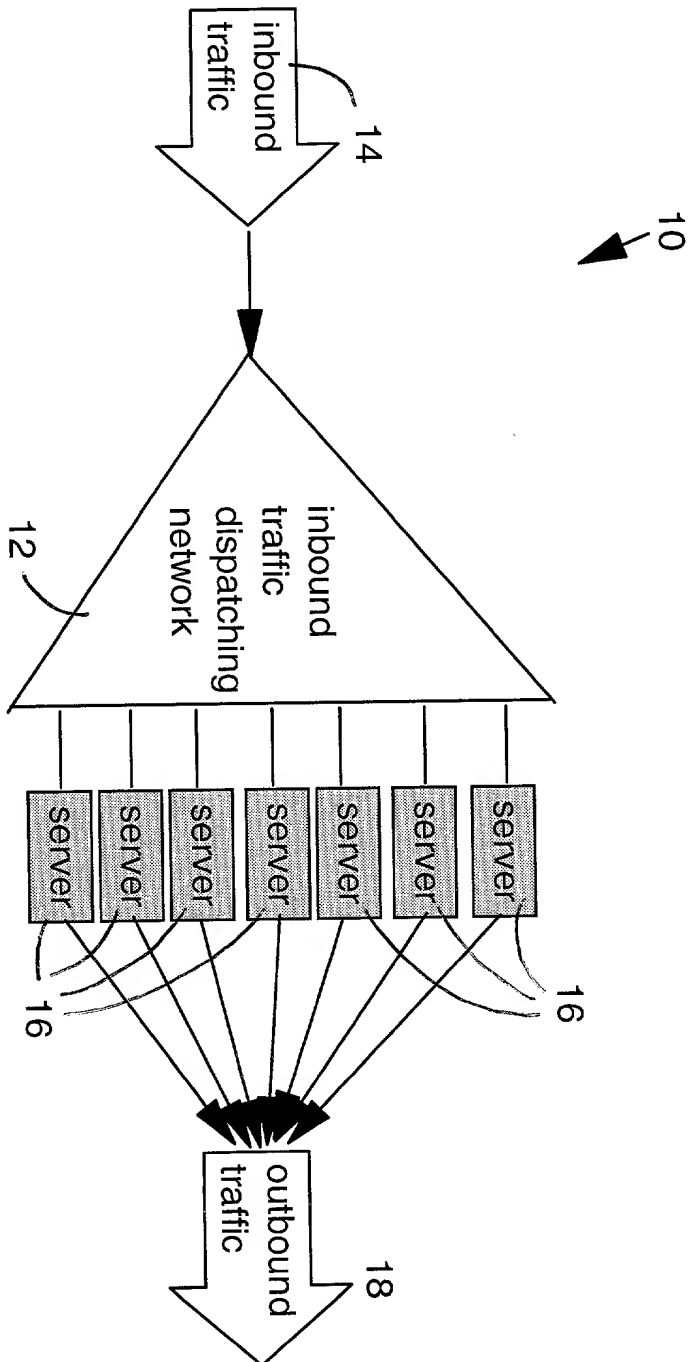 10
14
inbound
traffic
inbound
traffic
dispatching
network
12
server
server
server
server
server
server
server
16
16
outbound
traffic
18